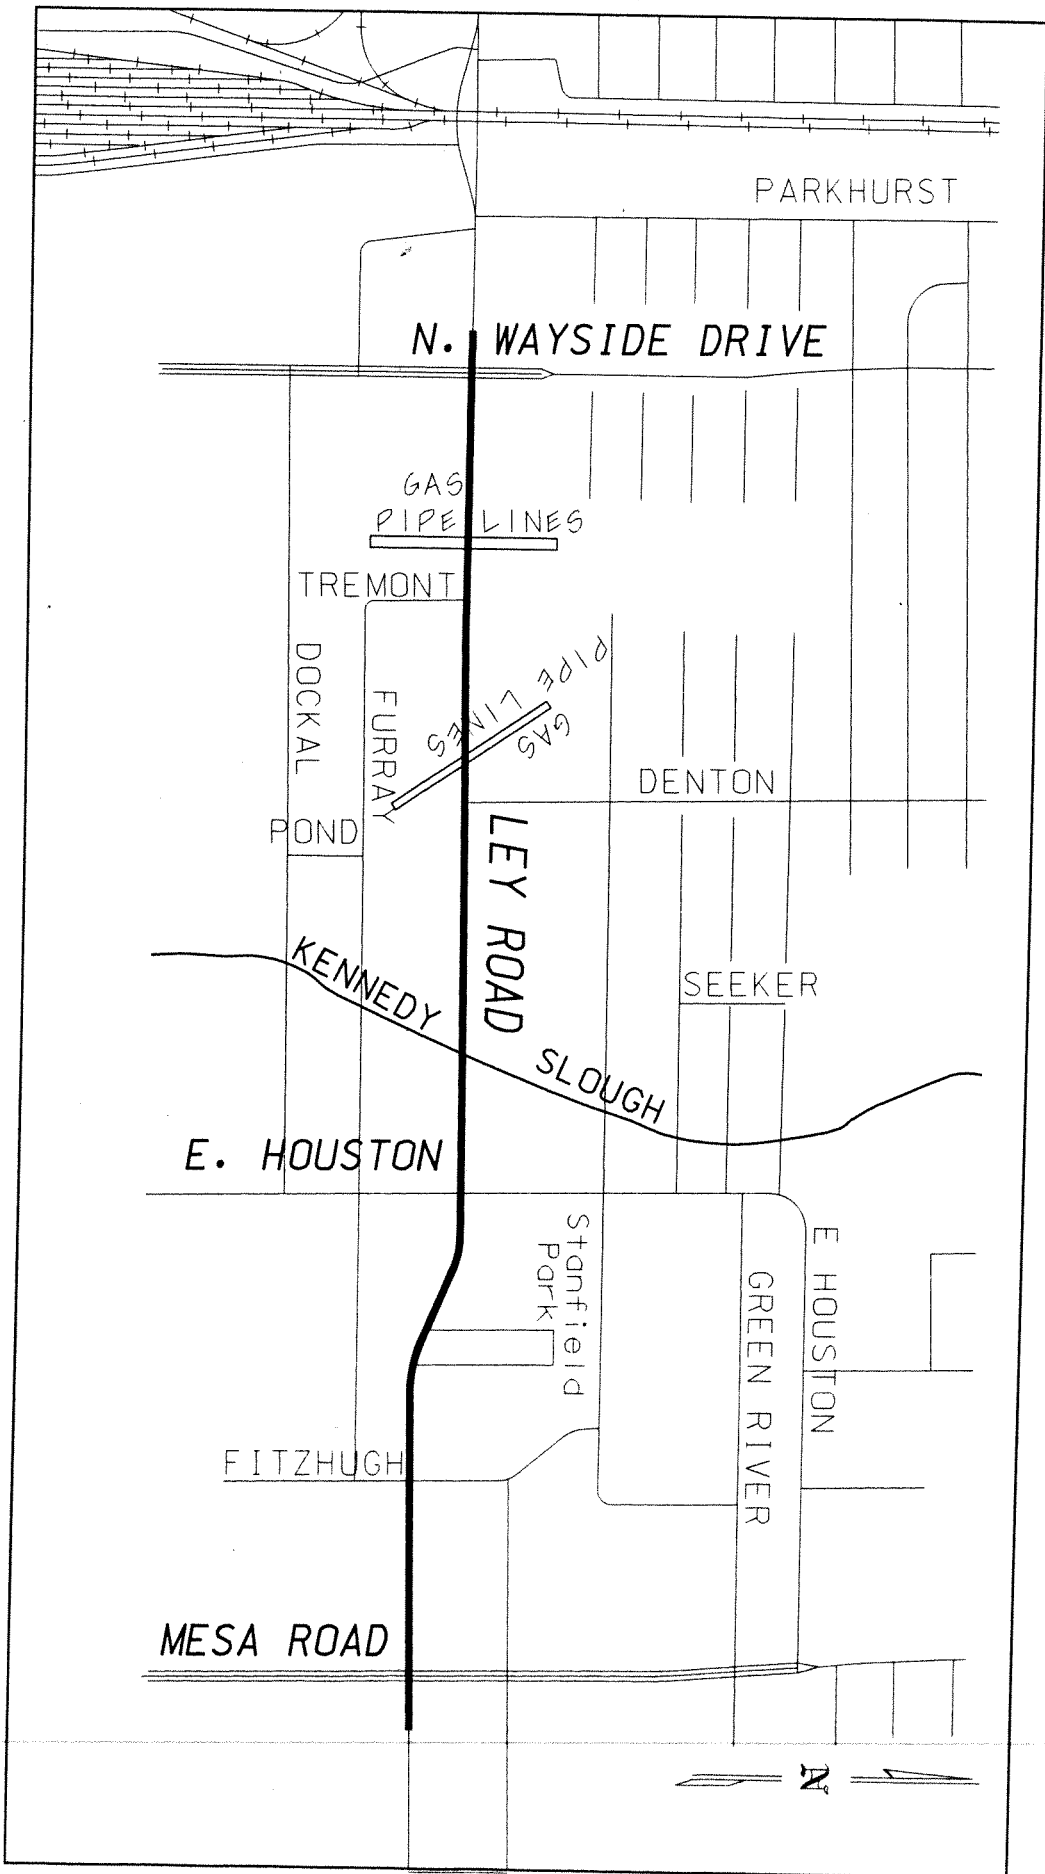 PARKHURST
N. WAYSIDE DRIVE
GAS
PIPE LINES
TREMONT
DOCKAL
FURRAY
GAS
PIPE LINES
DENTON
POND
LEY ROAD
KENNEDY SLOUGH
SEEKER
E. HOUSTON
Stanfield
Park
E HOUSTON
GREEN RIVER
FITZHUGH
MESA ROAD
N